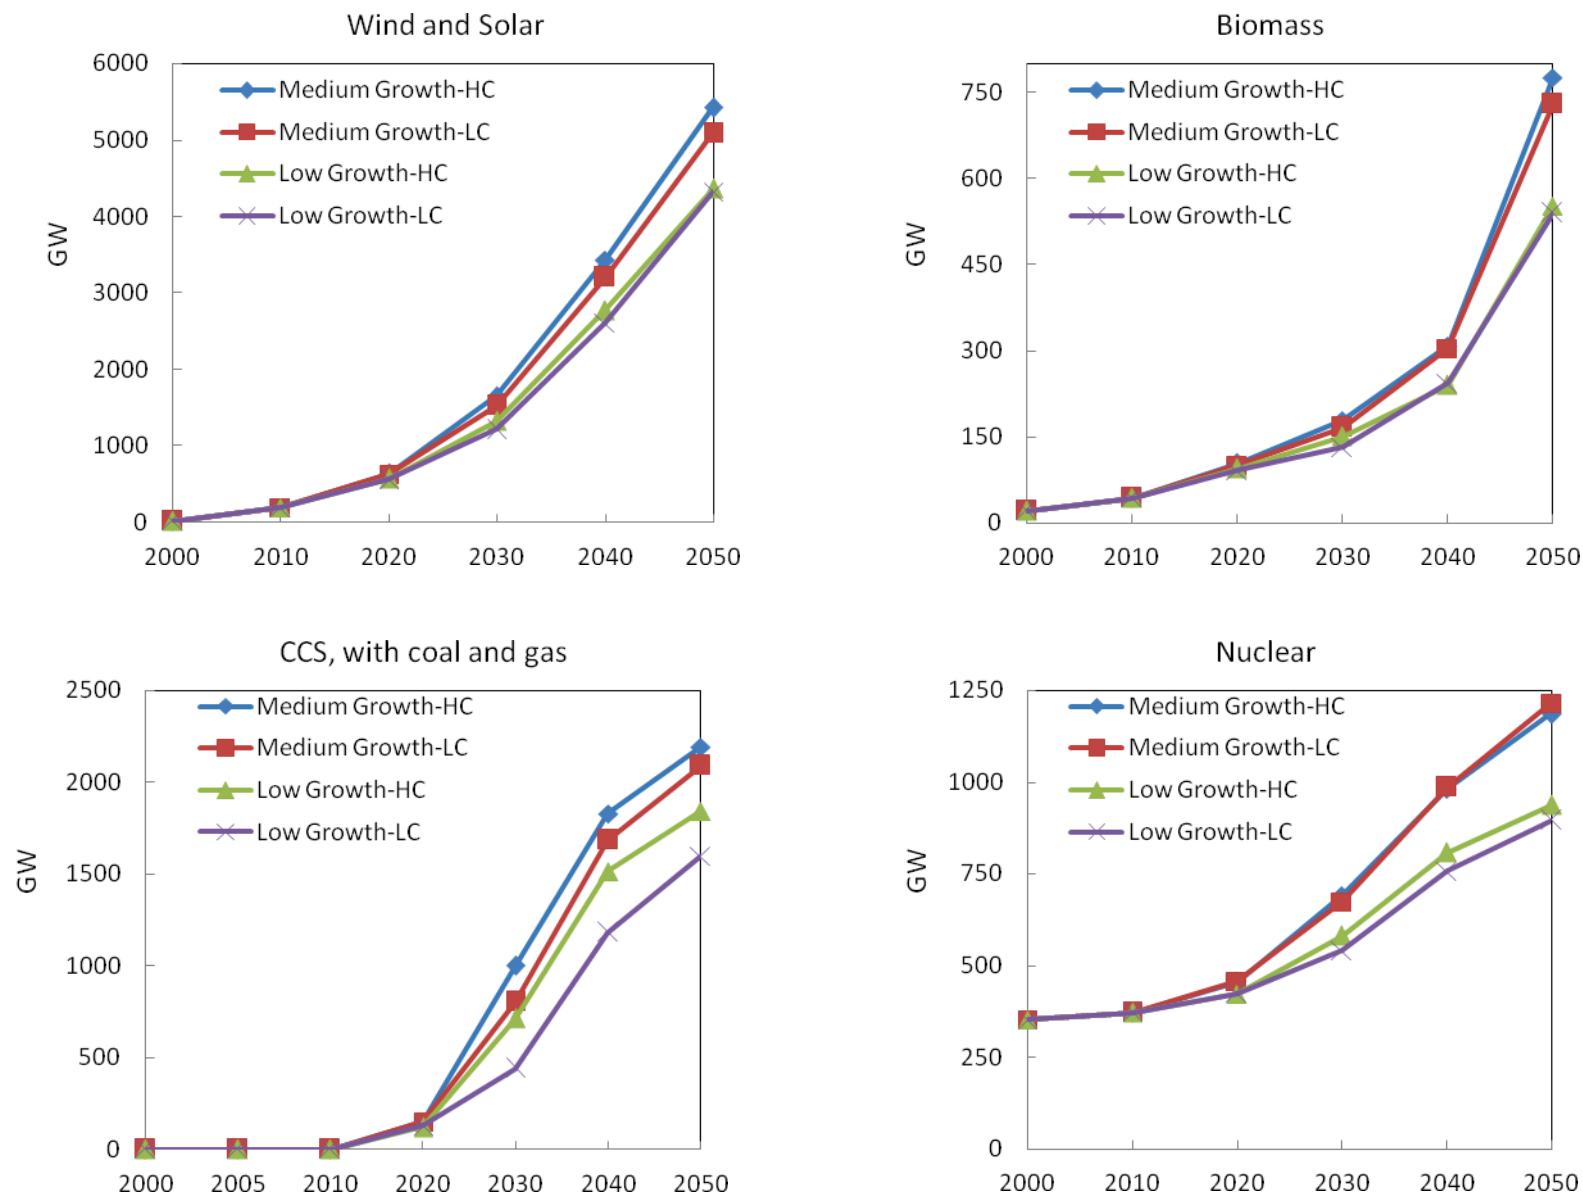 Wind and Solar
6000
5000
4000
3000
2000
1000
0
GW
Medium Growth-HC
Medium Growth-LC
Low Growth-HC
Low Growth-LC
2000 2010 2020 2030 2040 2050
Biomass
750
600
450
300
150
0
GW
Medium Growth-HC
Medium Growth-LC
Low Growth-HC
Low Growth-LC
2000 2010 2020 2030 2040 2050
CCS, with coal and gas
2500
2000
1500
1000
500
0
GW
Medium Growth-HC
Medium Growth-LC
Low Growth-HC
Low Growth-LC
2000 2005 2010 2020 2030 2040 2050
Nuclear
1250
1000
750
500
250
0
GW
Medium Growth-HC
Medium Growth-LC
Low Growth-HC
Low Growth-LC
2000 2010 2020 2030 2040 2050